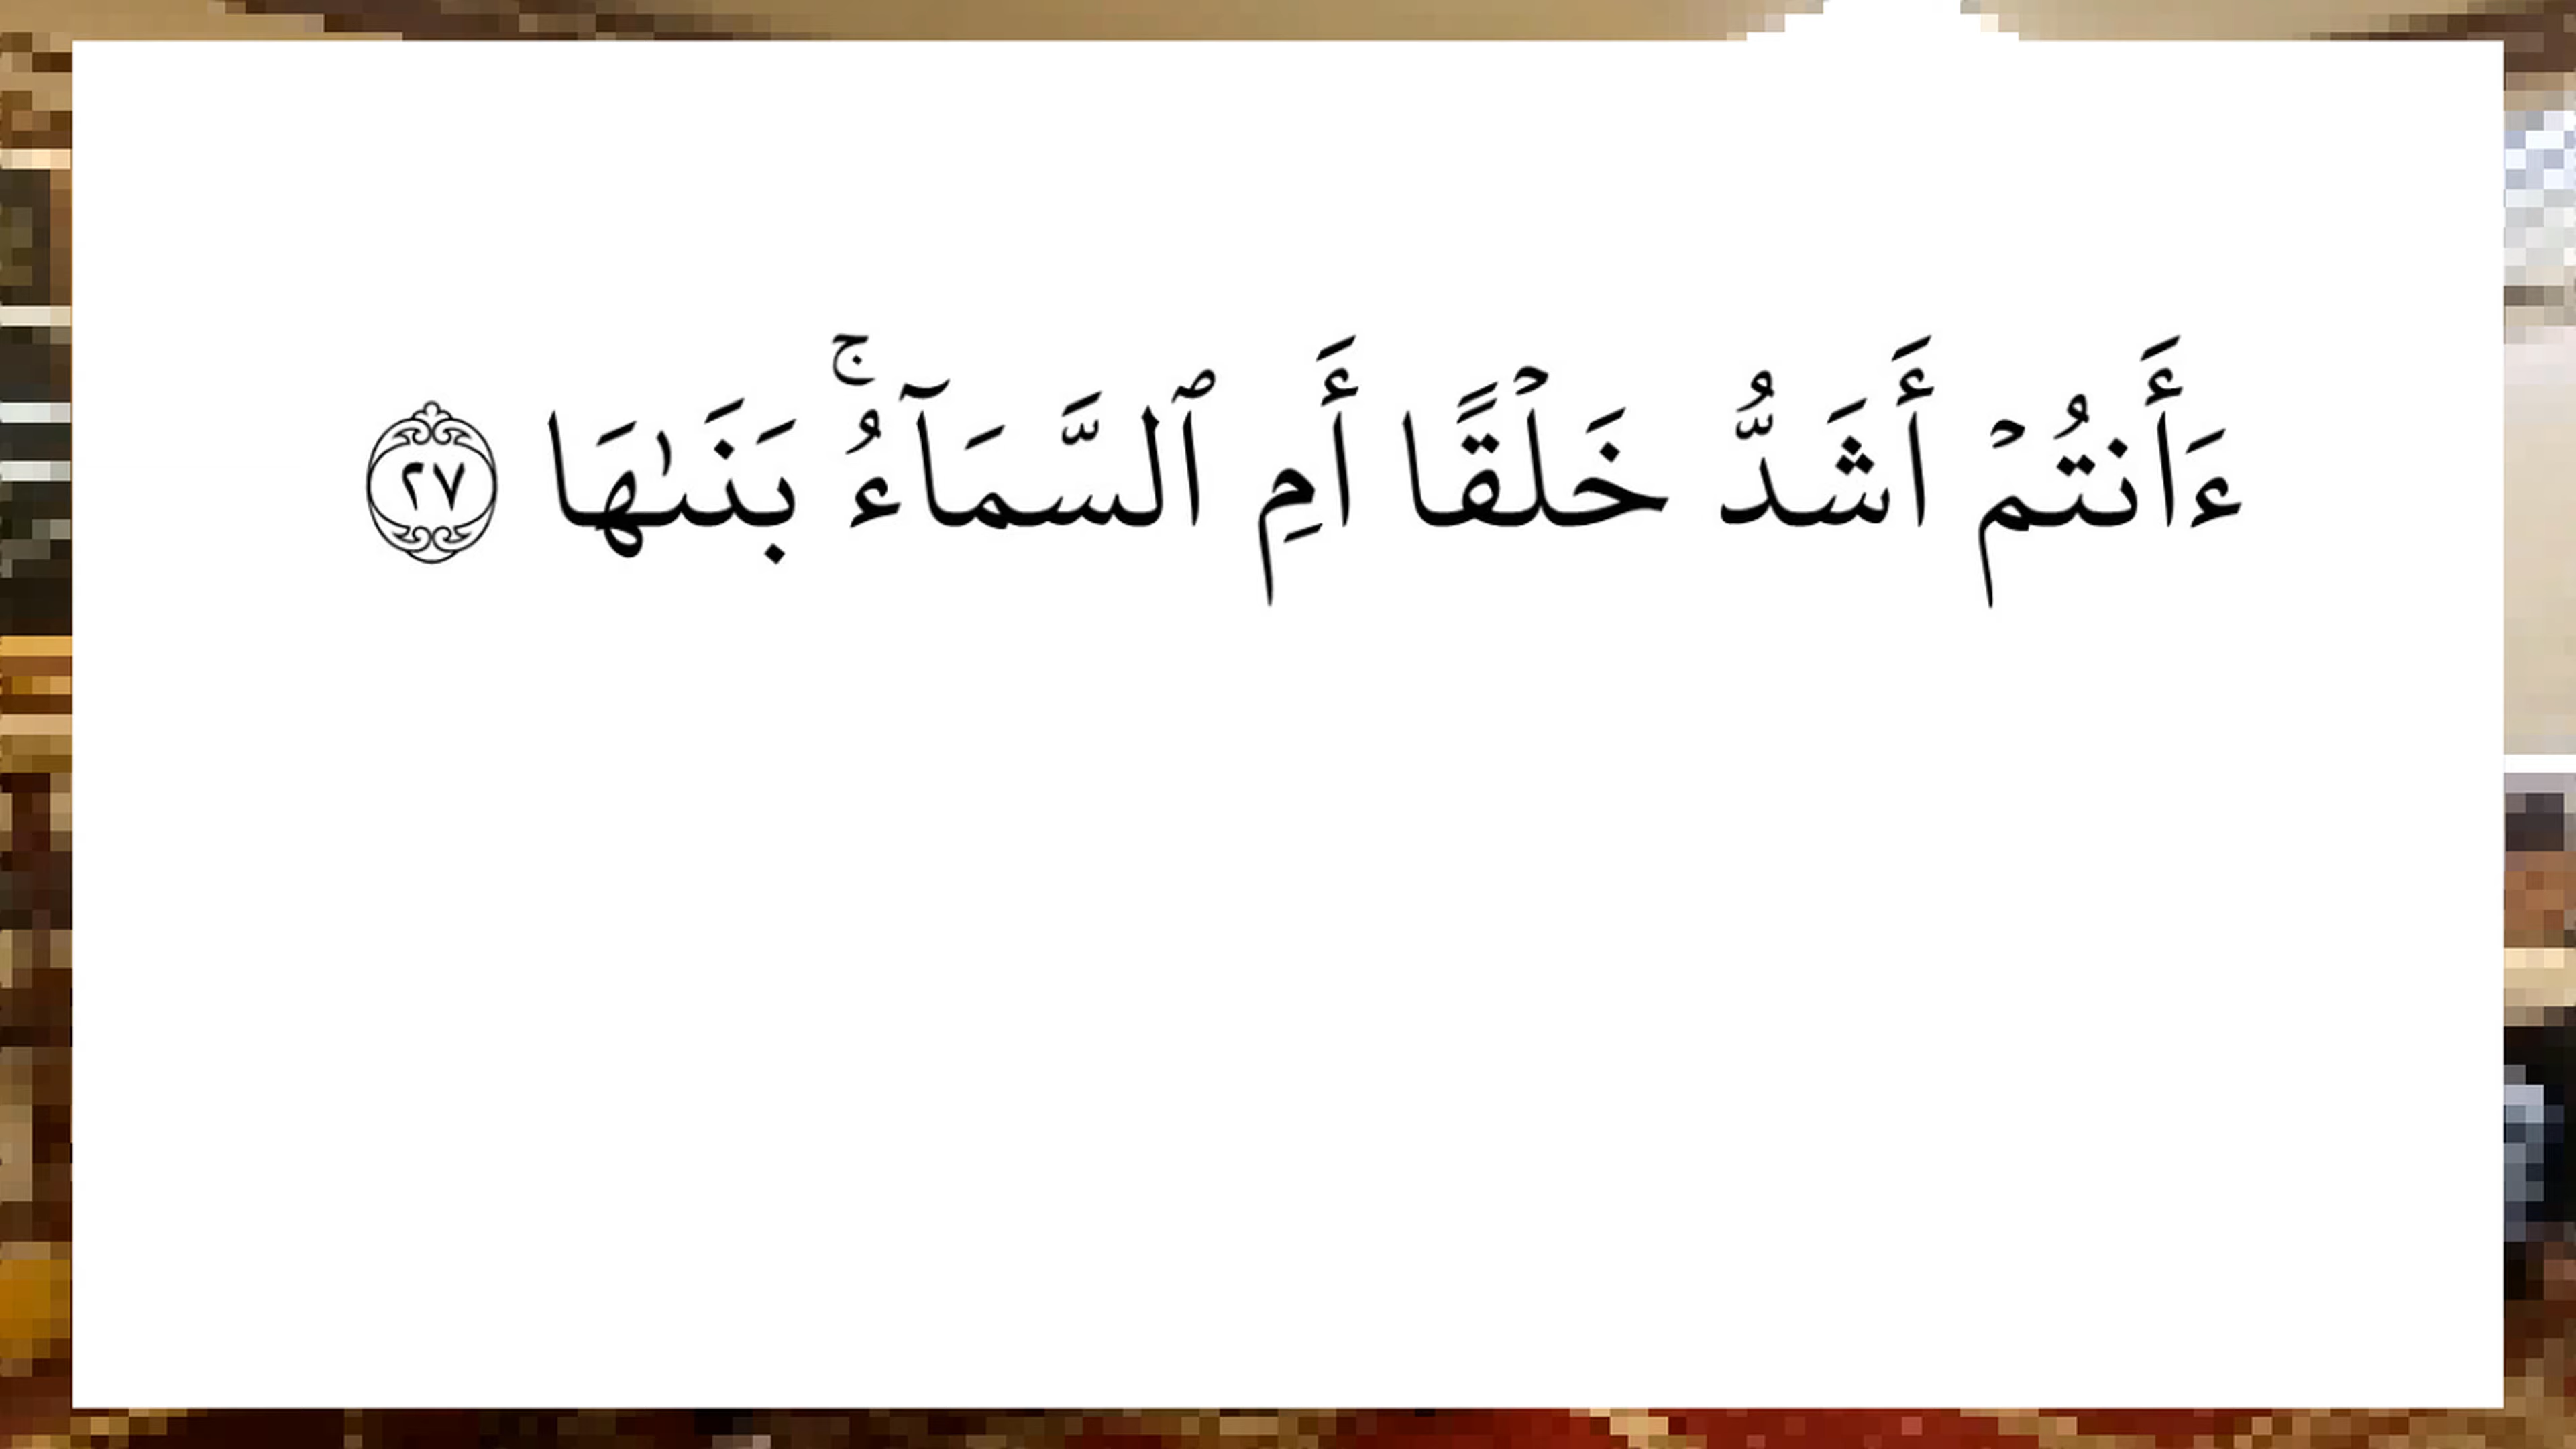 ءَأَنتُمۡ أَشَدُّ خَلۡقًا أَمِ ٱلسَّمَآءُۚ بَنَىٰهَا ٢٧